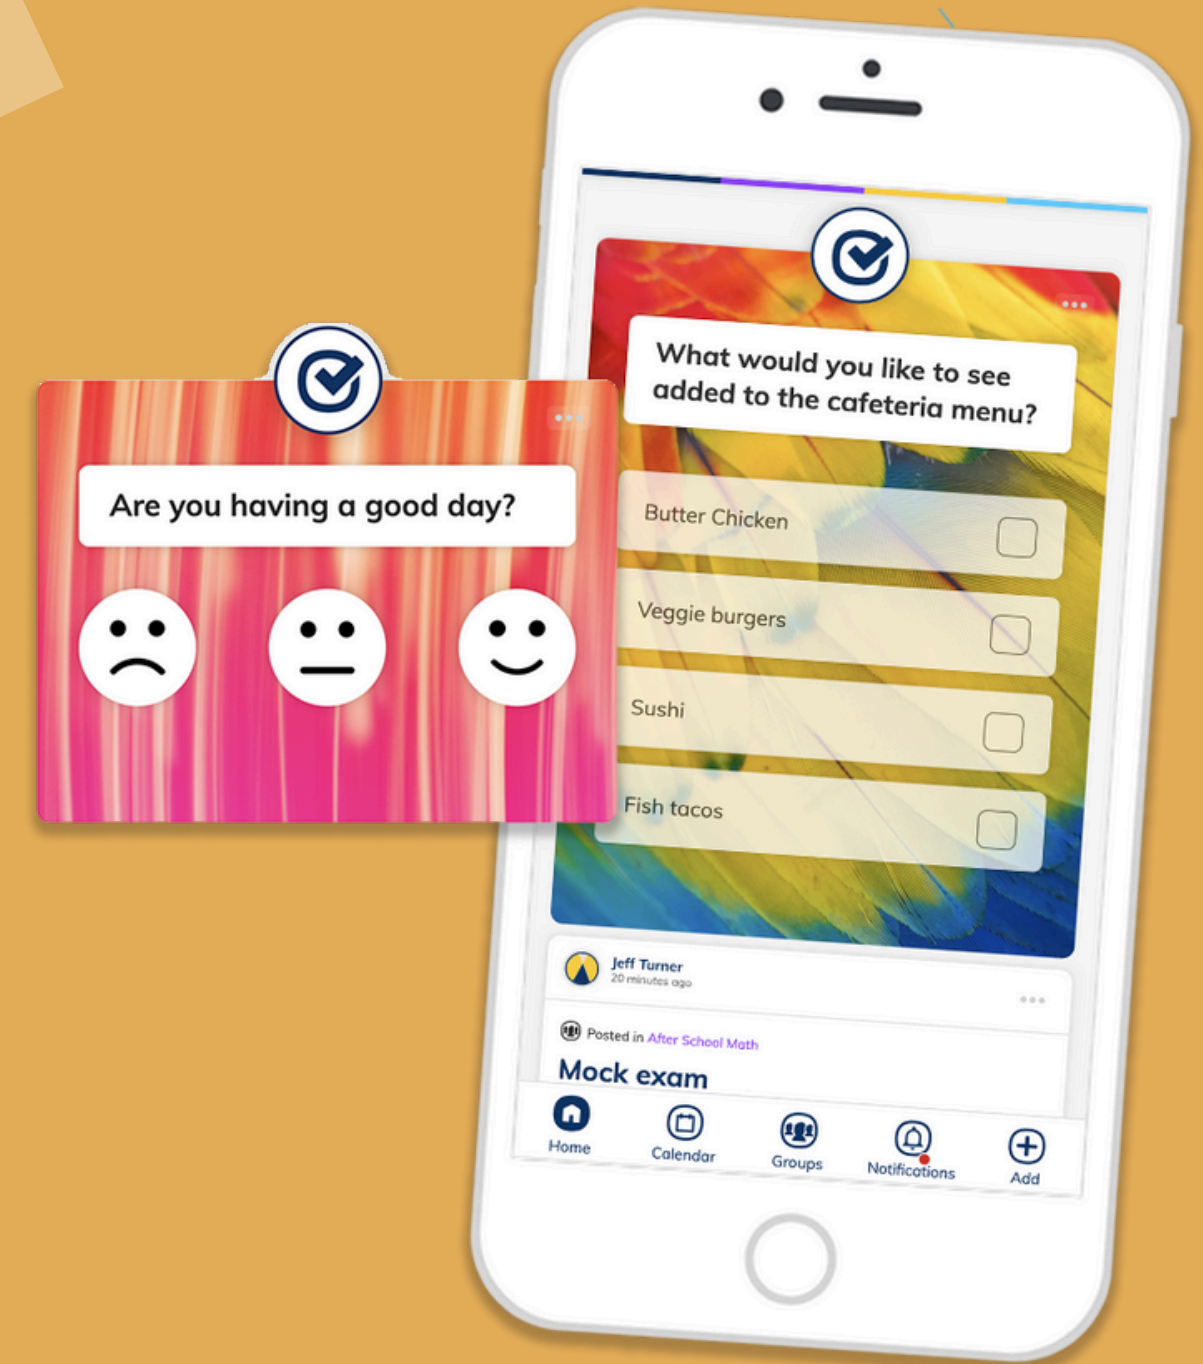 Are you having a good day?
What would you like to see
added to the cafeteria menu?
Butter Chicken
Veggie burgers
Sushi
Fish tacos
Jeff Turner
20 minutes ago
Posted in After School Math
Mock exam
Home
Calendar
Groups
Notifications
Add